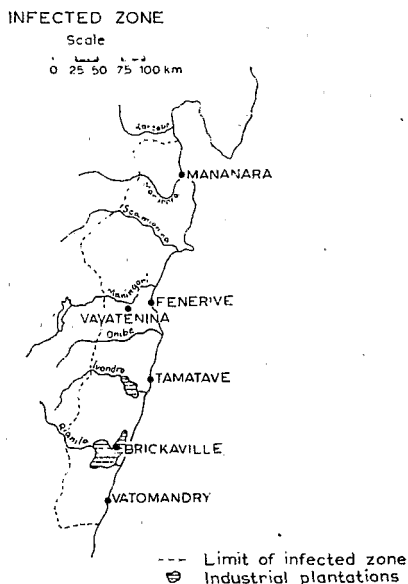 INFECTED ZONE
Scale
0 25 50 75 100 km
MANANARA
Maningori
FENERIVE
VAVATENINA
Onibe
Ivondro
TAMATAVE
BRICKAVILLE
VATOMANDRY
---- Limit of infected zone
Industrial plantations